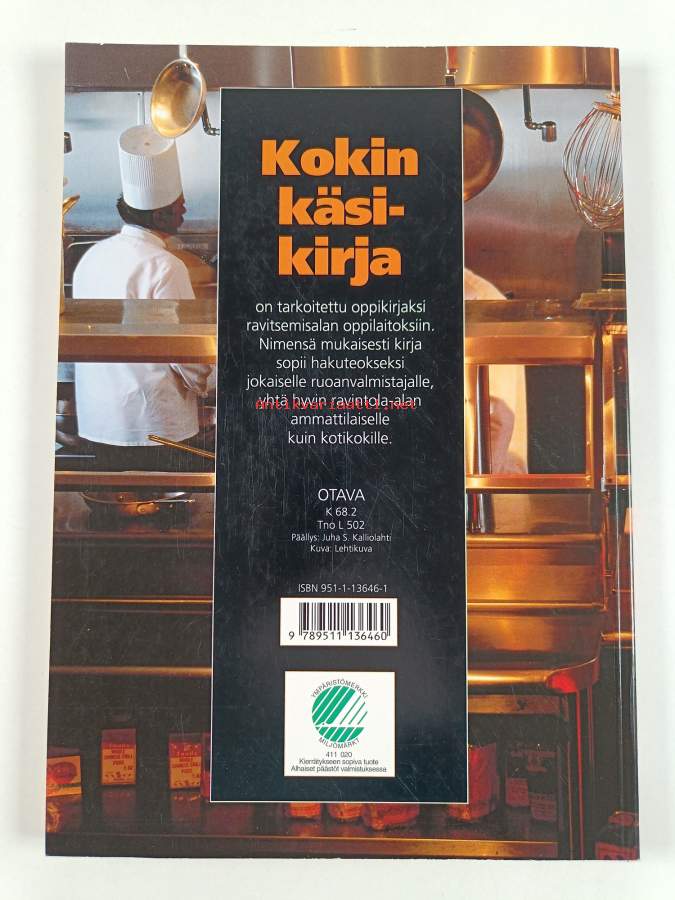 Kokin
käsi-
kirja
on tarkoitettu oppikirjaksi
ravitsemisalan oppilaitoksiin.
Nimensä mukaisesti kirja
sopii hakuteokseksi
jokaiselle ruoanvalmistajalle,
yhtä hyvin ravintola-alan
antikvariaatti.net
ammattilaiselle
kuin kotikokille.
OTAVA
K 68.2
Tno L 502
Päällys: Juha S. Kalliolahti
Kuva: Lehtikuva
ISBN 951-1-13646-1
9 789511 136460
YMPÄRISTÖMERKKI
MILJÖMÄRKT
411 020
Kierrätykseen sopiva tuote
Alhaiset päästöt valmistuksessa